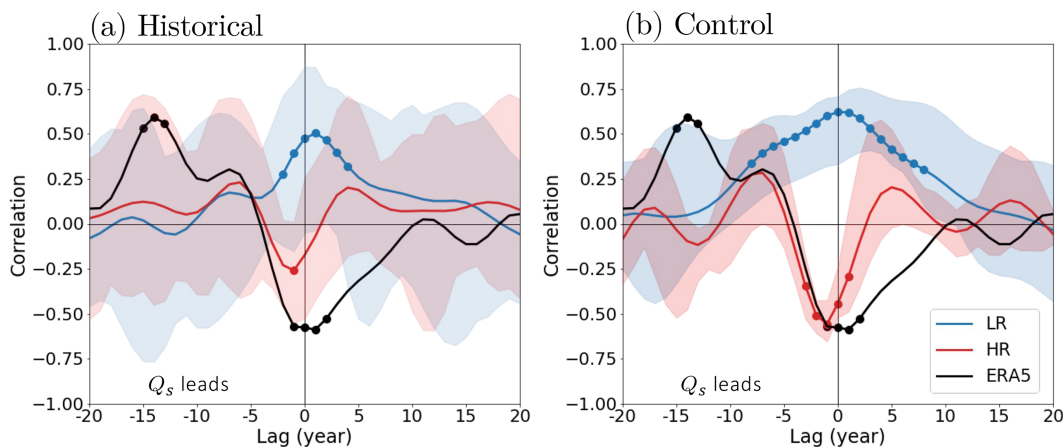 (a) Historical
1.00
0.75
0.50
0.25
0.00
−0.25
−0.50
−0.75
−1.00
Correlation
Qs leads
-20 -15 -10 -5 0 5 10 15 20
Lag (year)
(b) Control
1.00
0.75
0.50
0.25
0.00
−0.25
−0.50
−0.75
−1.00
Correlation
Qs leads
LR
HR
ERA5
-20 -15 -10 -5 0 5 10 15 20
Lag (year)